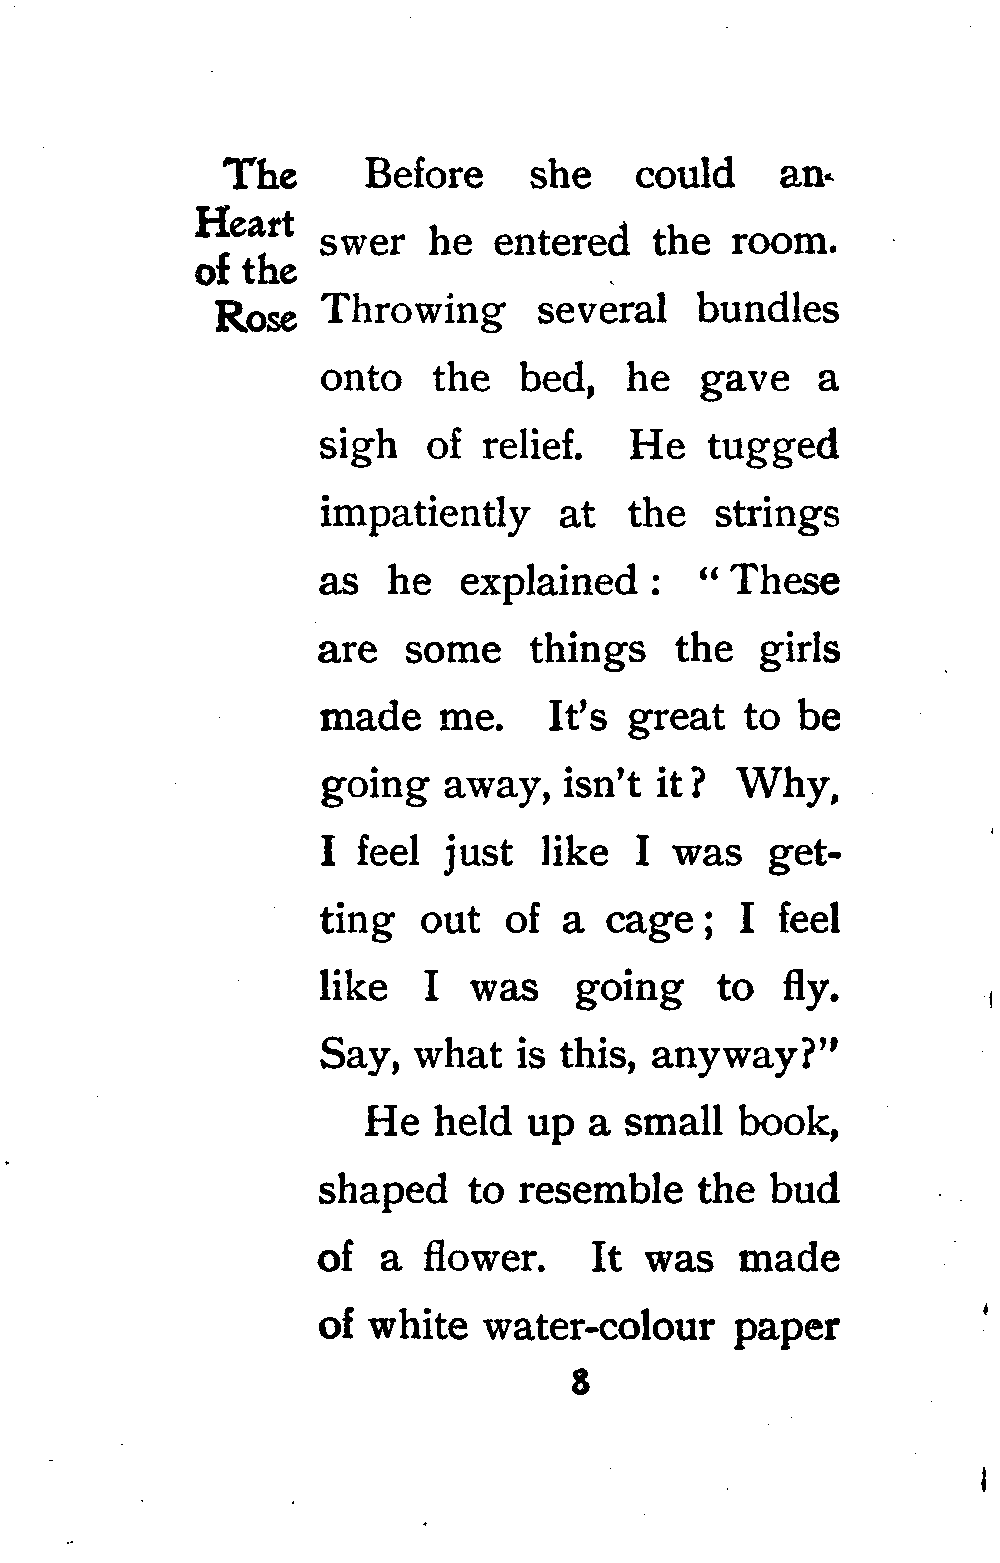 The
Heart
of the
Rose
Before she could an-
swer he entered the room.
Throwing several bundles
onto the bed, he gave a
sigh of relief. He tugged
impatiently at the strings
as he explained : “ These
are some things the girls
made me. It’s great to be
going away, isn’t it ? Why,
I feel just like I was get-
ting out of a cage ; I feel
like I was going to fly.
Say, what is this, anyway?”
He held up a small book,
shaped to resemble the bud
of a flower. It was made
of white water-colour paper
8